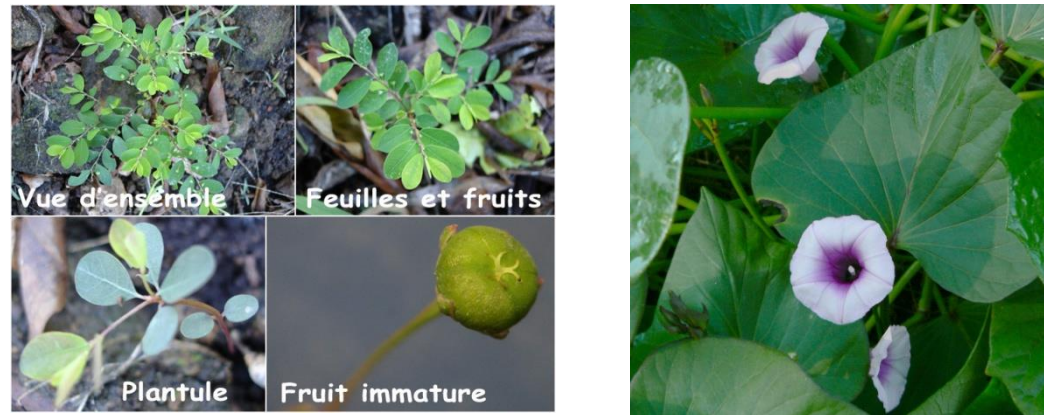 Vue d'ensemble
Feuilles et fruits
Plantule
Fruit immature